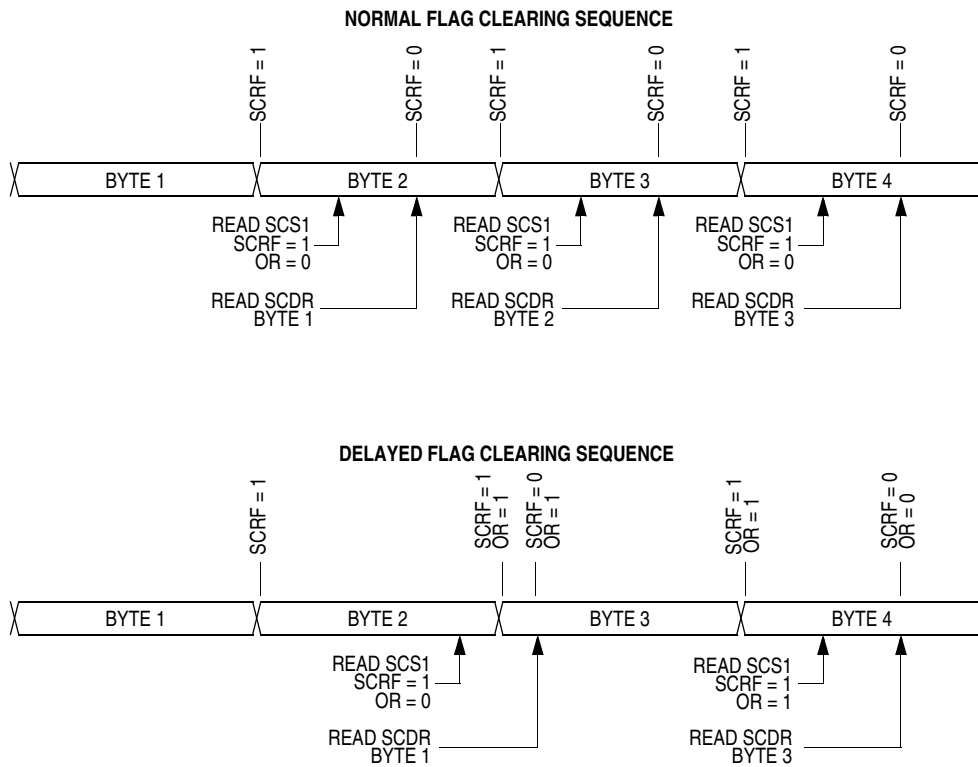 NORMAL FLAG CLEARING SEQUENCE
SCRF = 1
SCRF = 0
SCRF = 1
SCRF = 0
SCRF = 1
SCRF = 0
BYTE 1
BYTE 2
BYTE 3
BYTE 4
READ SCS1
SCRF = 1
OR = 0
READ SCS1
SCRF = 1
OR = 0
READ SCS1
SCRF = 1
OR = 0
READ SCDR
BYTE 1
READ SCDR
BYTE 2
READ SCDR
BYTE 3
DELAYED FLAG CLEARING SEQUENCE
SCRF = 1
SCRF = 1
OR = 1
SCRF = 0
OR = 1
SCRF = 1
OR = 1
SCRF = 0
OR = 0
BYTE 1
BYTE 2
BYTE 3
BYTE 4
READ SCS1
SCRF = 1
OR = 0
READ SCS1
SCRF = 1
OR = 1
READ SCDR
BYTE 1
READ SCDR
BYTE 3